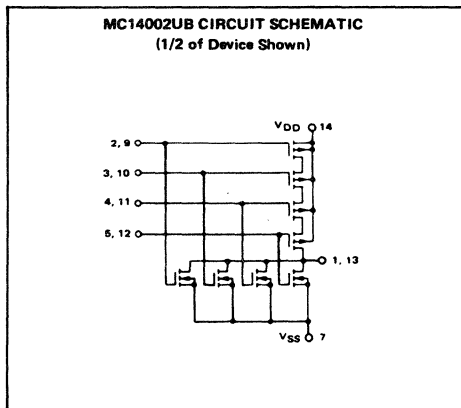 MC14002UB CIRCUIT SCHEMATIC
(1/2 of Device Shown)
VDD 14
2, 9
3, 10
4, 11
5, 12
1, 13
VSS 7